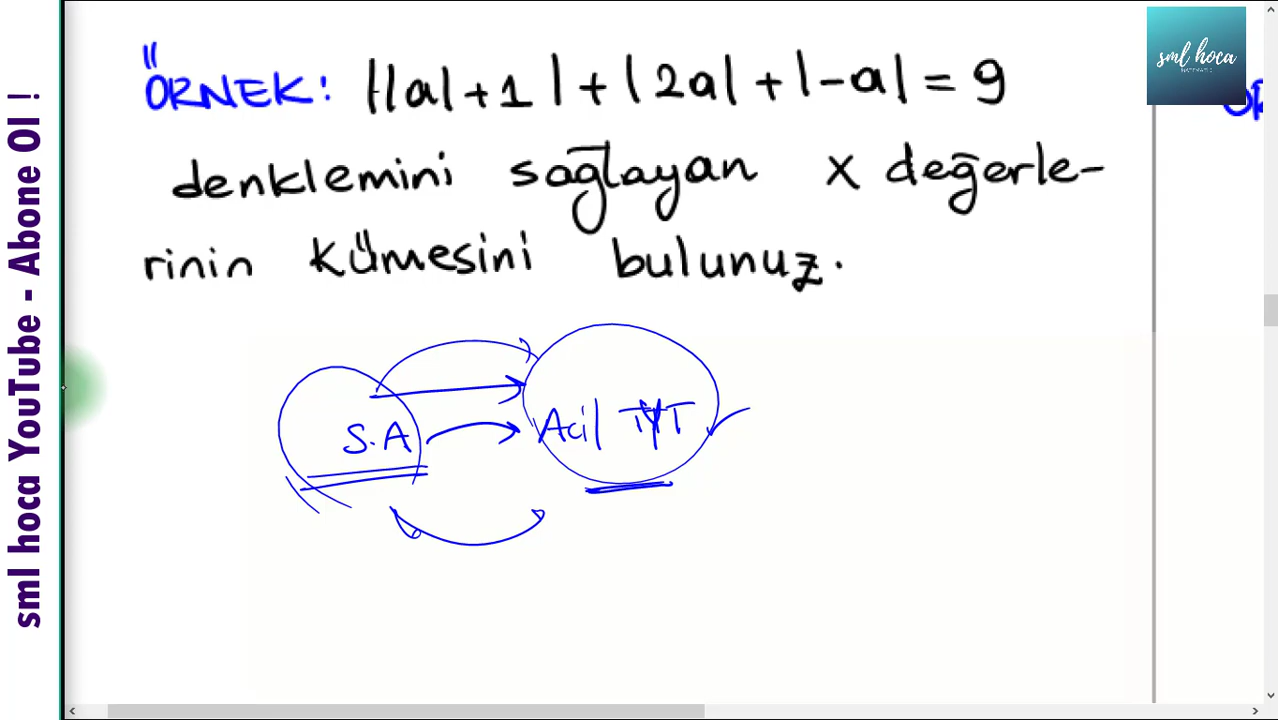 sml hoca YouTube - Abone Ol !
ÖRNEK: ||a|+1|+|2a|+|-a|=9
denklemini sağlayan x değerle-
rinin kümesini bulunuz.
S.A
Acil TYT
sml hoca